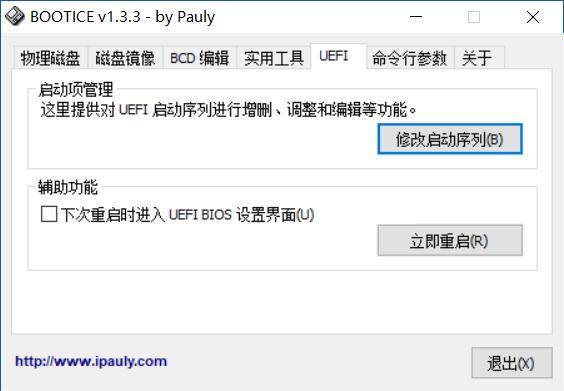 BOOTICE v1.3.3 - by Pauly
物理磁盘 磁盘镜像 BCD 编辑 实用工具 UEFI 命令行参数 关于
启动项管理
这里提供对 UEFI 启动序列进行增删、调整和编辑等功能。
修改启动序列(B)
辅助功能
下次重启时进入 UEFI BIOS 设置界面(U)
立即重启(R)
http://www.ipauly.com
退出(X)